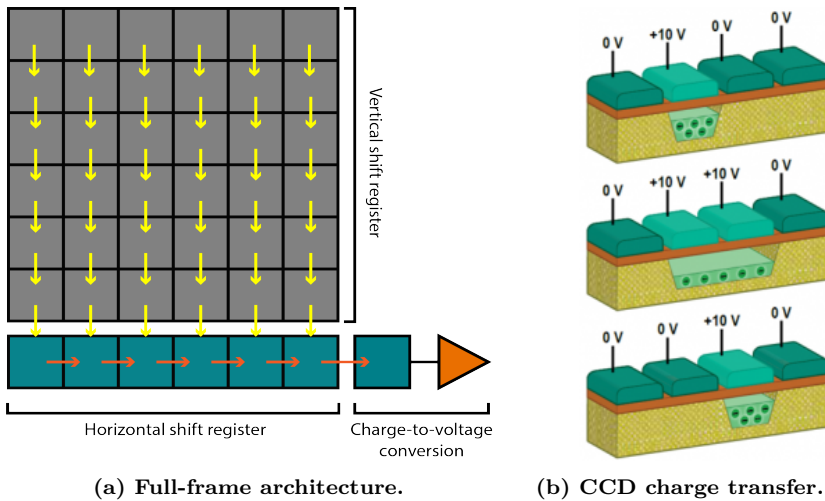 Vertical shift register
Horizontal shift register
Charge-to-voltage
conversion
(a) Full-frame architecture.
0 V
+10 V
0 V
0 V
0 V
+10 V
+10 V
0 V
0 V
0 V
+10 V
0 V
(b) CCD charge transfer.